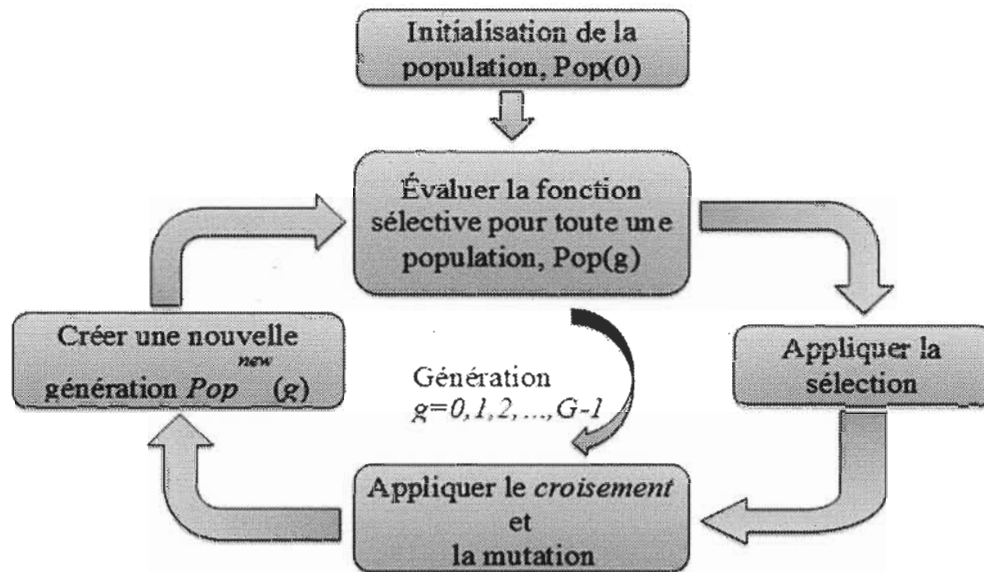 Initialisation de la
population, Pop(0)
Évaluer la fonction
sélective pour toute une
population, Pop(g)
Appliquer la
sélection
Appliquer le croisement
et
la mutation
Créer une nouvelle
génération Pop^new (g)
Génération
g=0,1,2,...,G-1